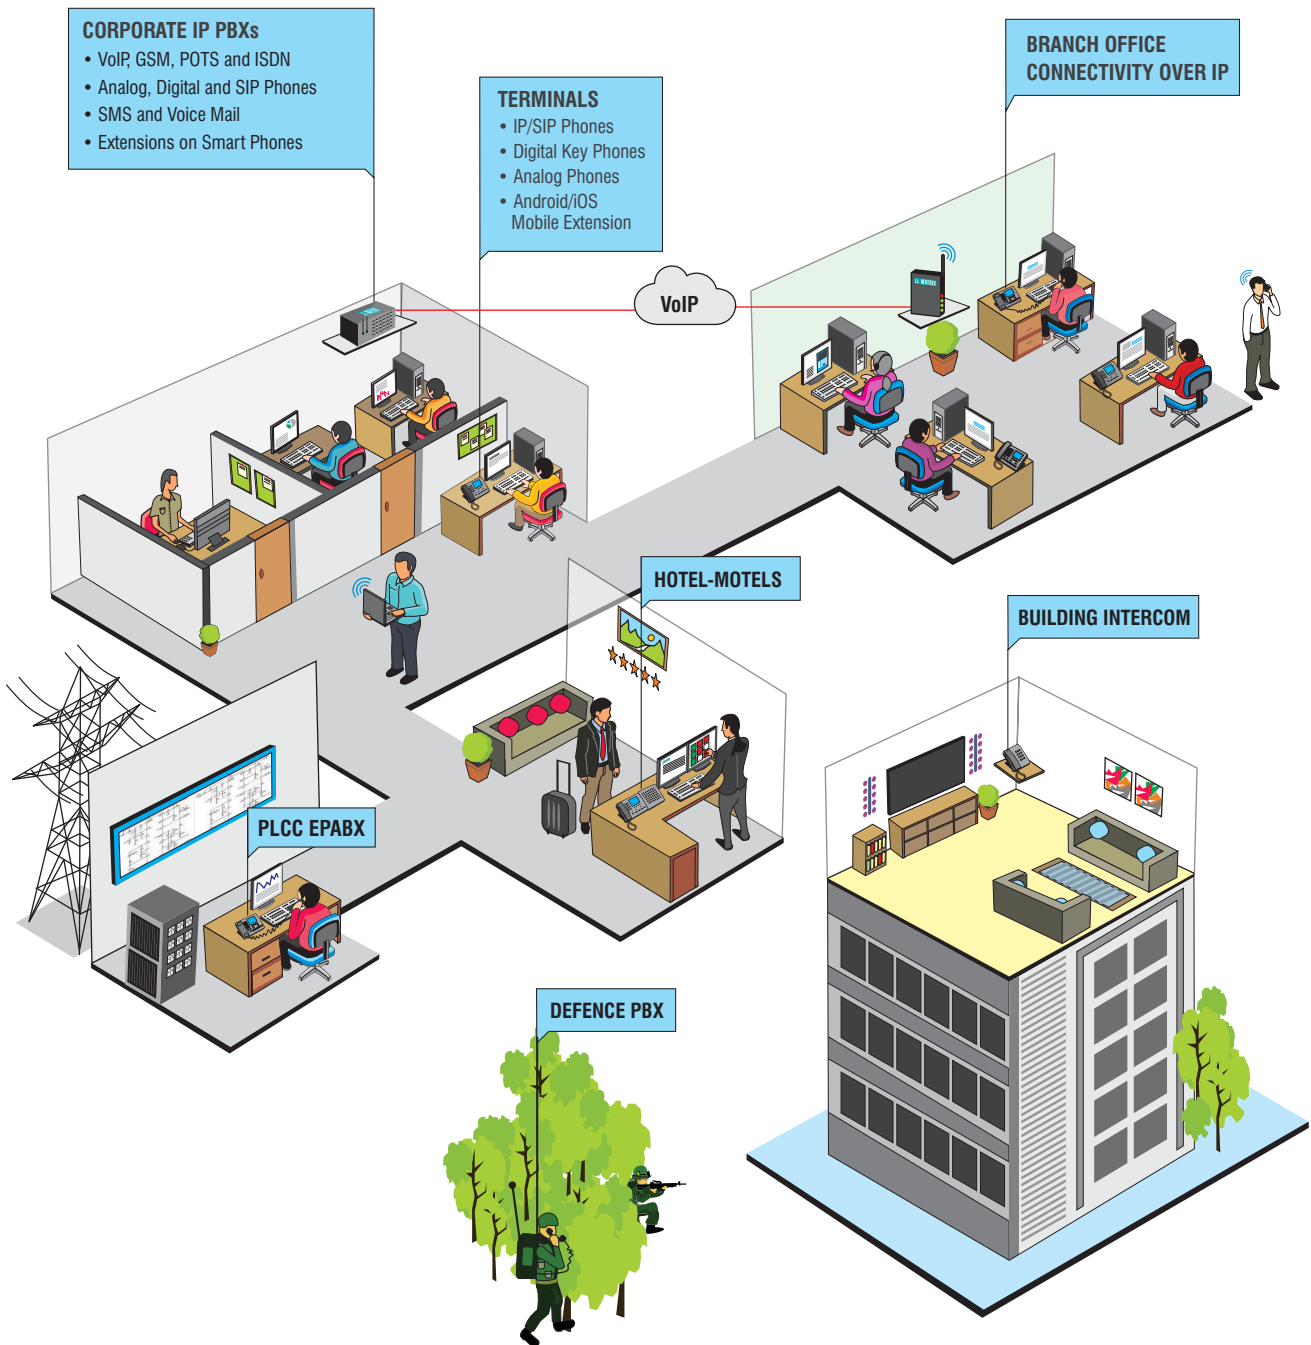 CORPORATE IP PBXs
• VoIP, GSM, POTS and ISDN
• Analog, Digital and SIP Phones
• SMS and Voice Mail
• Extensions on Smart Phones
TERMINALS
• IP/SIP Phones
• Digital Key Phones
• Analog Phones
• Android/iOS
Mobile Extension
BRANCH OFFICE
CONNECTIVITY OVER IP
VoIP
MATRIX
HOTEL-MOTELS
BUILDING INTERCOM
PLCC EPABX
DEFENCE PBX